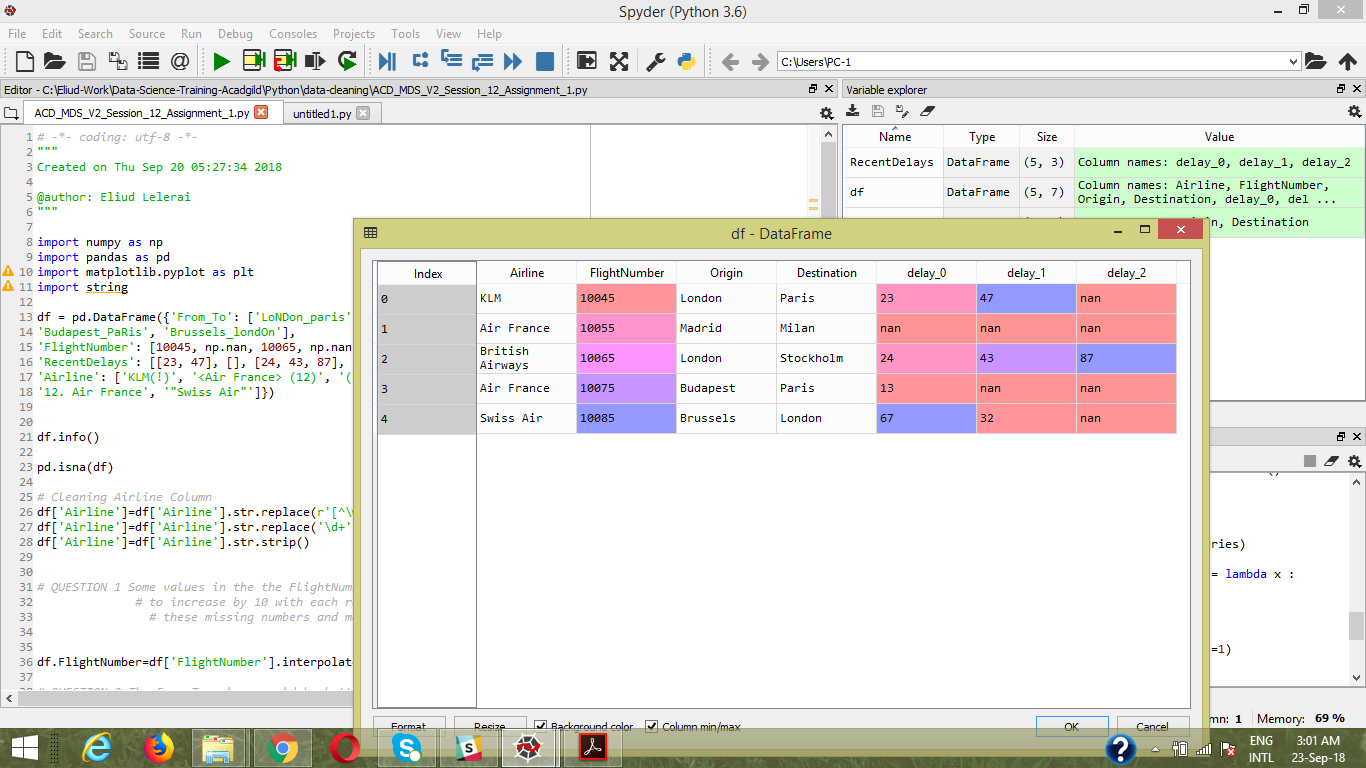 Spyder (Python 3.6)
File Edit Search Source Run Debug Consoles Projects Tools View Help
C:\Users\PC-1
Editor - C:\Eliud-Work\Data-Science-Training-Acadgild\Python\data-cleaning\ACD_MDS_V2_Session_12_Assignment_1.py
ACD_MDS_V2_Session_12_Assignment_1.py untitled1.py
1 # -*- coding: utf-8 -*-
2 """
3 Created on Thu Sep 20 05:27:34 2018
4
5 @author: Eliud Lelerai
6 """
7
8 import numpy as np
9 import pandas as pd
10 import matplotlib.pyplot as plt
11 import string
12
13 df = pd.DataFrame({'From_To': ['LoNDon_paris'
14 'Budapest_PaRis', 'Brussels_londOn'],
15 'FlightNumber': [10045, np.nan, 10065, np.nan
16 'RecentDelays': [[23, 47], [], [24, 43, 87],
17 'Airline': ['KLM(!)', '<Air France> (12)', '(
18 '12. Air France', '"Swiss Air"']})
19
20
21 df.info()
22
23 pd.isna(df)
24
25 # Cleaning Airline Column
26 df['Airline']=df['Airline'].str.replace(r'[^\
27 df['Airline']=df['Airline'].str.replace('\d+'
28 df['Airline']=df['Airline'].str.strip()
29
30
31 # QUESTION 1 Some values in the the FlightNum
32 # to increase by 10 with each r
33 # these missing numbers and m
34
35
36 df.FlightNumber=df['FlightNumber'].interpolat
37
Variable explorer
Name Type Size Value
RecentDelays DataFrame (5, 3) Column names: delay_0, delay_1, delay_2
df DataFrame (5, 7) Column names: Airline, FlightNumber,
Origin, Destination, delay_0, del ...
, Destination
df - DataFrame
Index Airline FlightNumber Origin Destination delay_0 delay_1 delay_2
0 KLM 10045 London Paris 23 47 nan
1 Air France 10055 Madrid Milan nan nan nan
2 British Airways 10065 London Stockholm 24 43 87
3 Air France 10075 Budapest Paris 13 nan nan
4 Swiss Air 10085 Brussels London 67 32 nan
Format Resize Background color Column min/max OK Cancel
()
ries)
= lambda x :
=1)
mn: 1 Memory: 69 %
ENG
INTL
3:01 AM
23-Sep-18